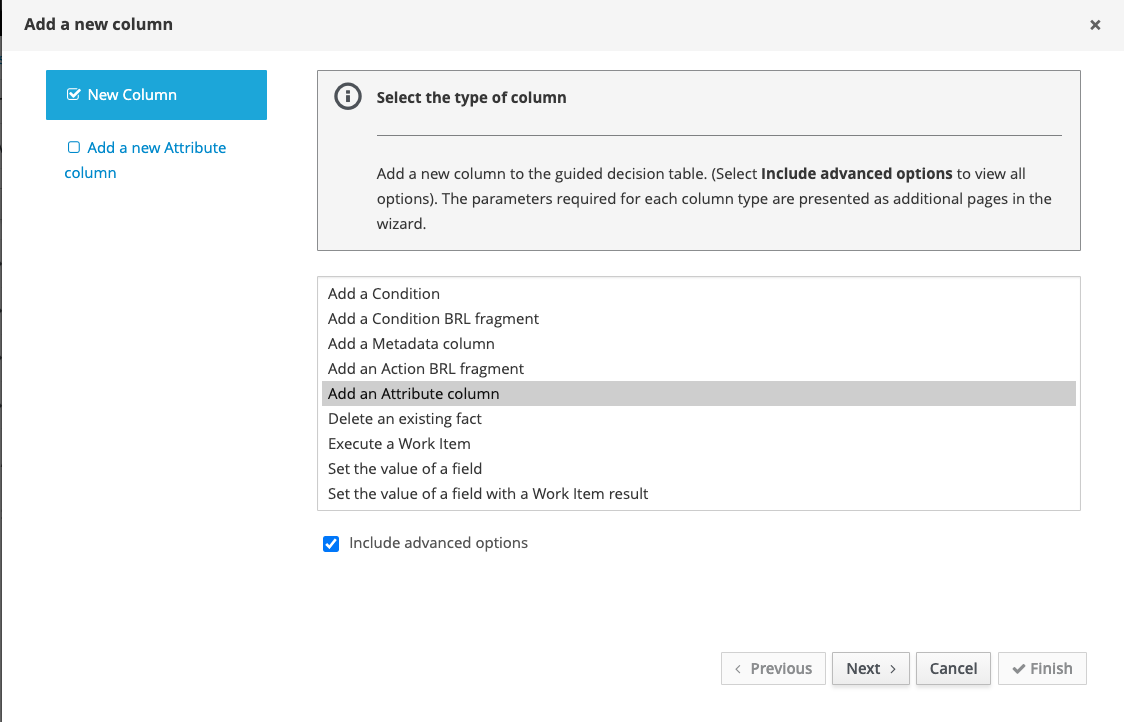 Add a new column
×
New Column
Add a new Attribute
column
Select the type of column
Add a new column to the guided decision table. (Select Include advanced options to view all
options). The parameters required for each column type are presented as additional pages in the
wizard.
Add a Condition
Add a Condition BRL fragment
Add a Metadata column
Add an Action BRL fragment
Add an Attribute column
Delete an existing fact
Execute a Work Item
Set the value of a field
Set the value of a field with a Work Item result
Include advanced options
< Previous
Next >
Cancel
Finish